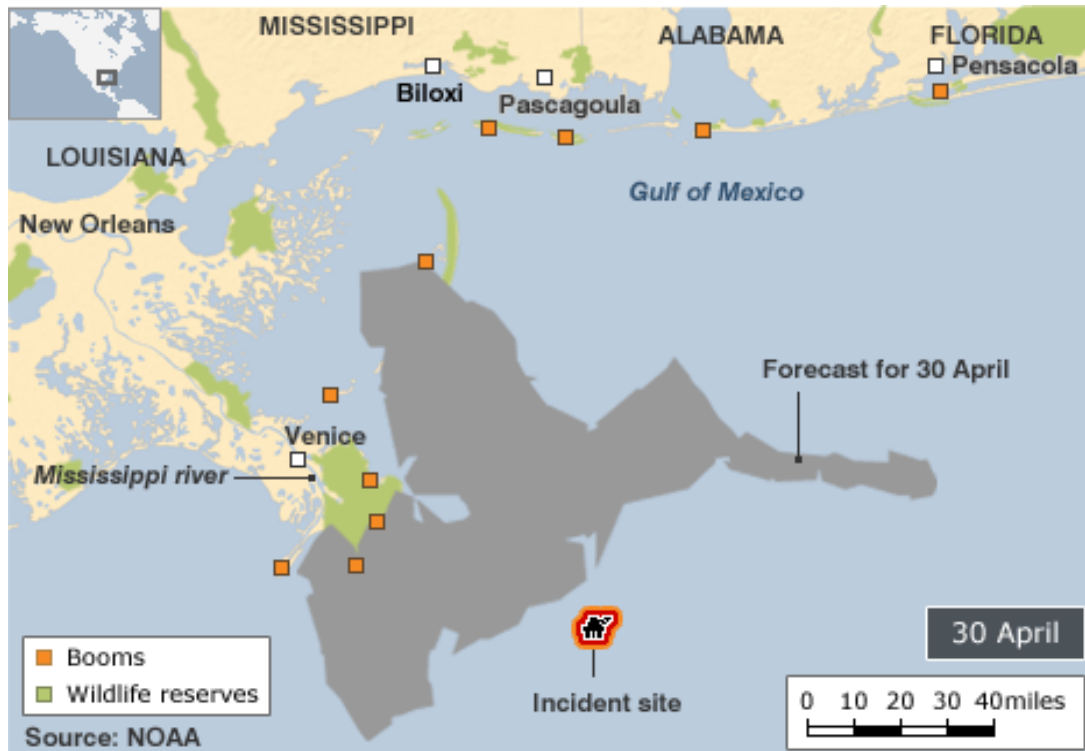 MISSISSIPPI
ALABAMA
FLORIDA
Pensacola
Biloxi
Pascagoula
LOUISIANA
Gulf of Mexico
New Orleans
Forecast for 30 April
Venice
Mississippi river
30 April
Booms
Wildlife reserves
Incident site
0 10 20 30 40miles
Source: NOAA